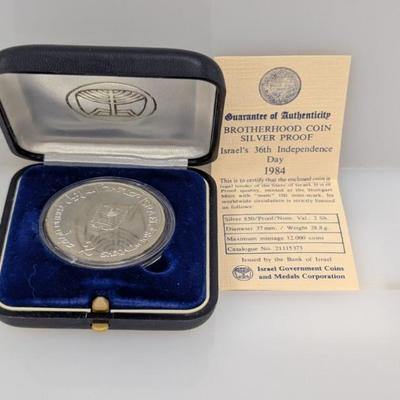 Guarantee of Authenticity
BROTHERHOOD COIN
SILVER PROOF
Israel's 36th Independence
Day
1984
This is to certify that the enclosed coin is
legal tender of the State of Israel. It is of
Proof quality, minted at the Stuttgart
Mint with "mem" (מ) mint-mark. Its
worldwide circulation is strictly limited
as follows:
Silver 850/Proof/Nom. Val.: 2 Sh.
Diameter 37 mm. / Weight 28.8 g.
Maximum mintage 12.000 coins
Catalogue No. 21115373
Issued by the Bank of Israel
Israel Government Coins
and Medals Corporation